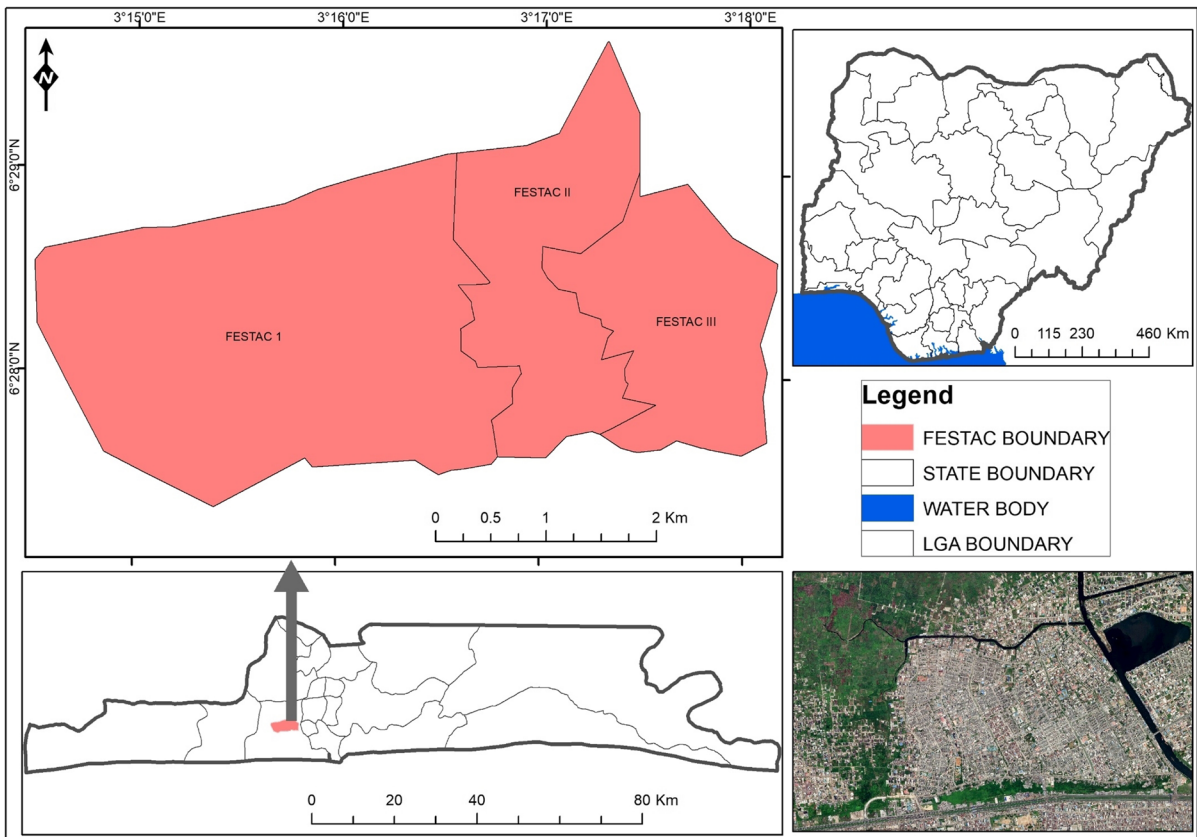 3°15'0"E 3°16'0"E 3°17'0"E 3°18'0"E
N
6°29'0"N
6°28'0"N
FESTAC II
FESTAC 1
FESTAC III
0 0.5 1 2 Km
0 115 230 460 Km
Legend
FESTAC BOUNDARY
STATE BOUNDARY
WATER BODY
LGA BOUNDARY
0 20 40 80 Km